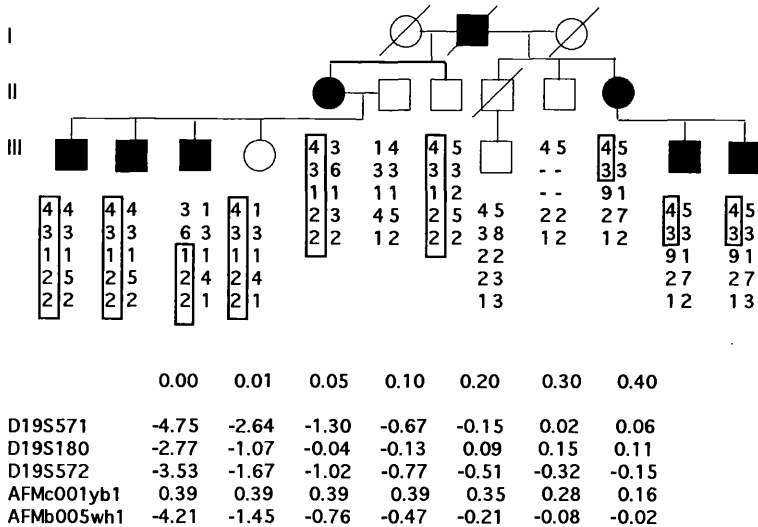 I
II
III
4 3 1 4 4 5 4 5 4 5
3 6 3 3 3 3 - - 3 3
1 1 1 1 1 2 - - 9 1
4 4 4 4 3 1 4 1 2 3 4 5 2 5 4 5 2 2 2 7 4 5 4 5
3 3 3 3 6 3 3 3 2 2 1 2 2 2 3 8 1 2 1 2 3 3 3 3
1 1 1 1 1 1 1 1 2 2 9 1 9 1
2 5 2 5 2 4 2 4 2 3 2 7 2 7
2 2 2 2 2 1 2 1 1 3 1 2 1 3
0.00 0.01 0.05 0.10 0.20 0.30 0.40
D19S571 -4.75 -2.64 -1.30 -0.67 -0.15 0.02 0.06
D19S180 -2.77 -1.07 -0.04 -0.13 0.09 0.15 0.11
D19S572 -3.53 -1.67 -1.02 -0.77 -0.51 -0.32 -0.15
AFMc001yb1 0.39 0.39 0.39 0.39 0.35 0.28 0.16
AFMb005wh1 -4.21 -1.45 -0.76 -0.47 -0.21 -0.08 -0.02